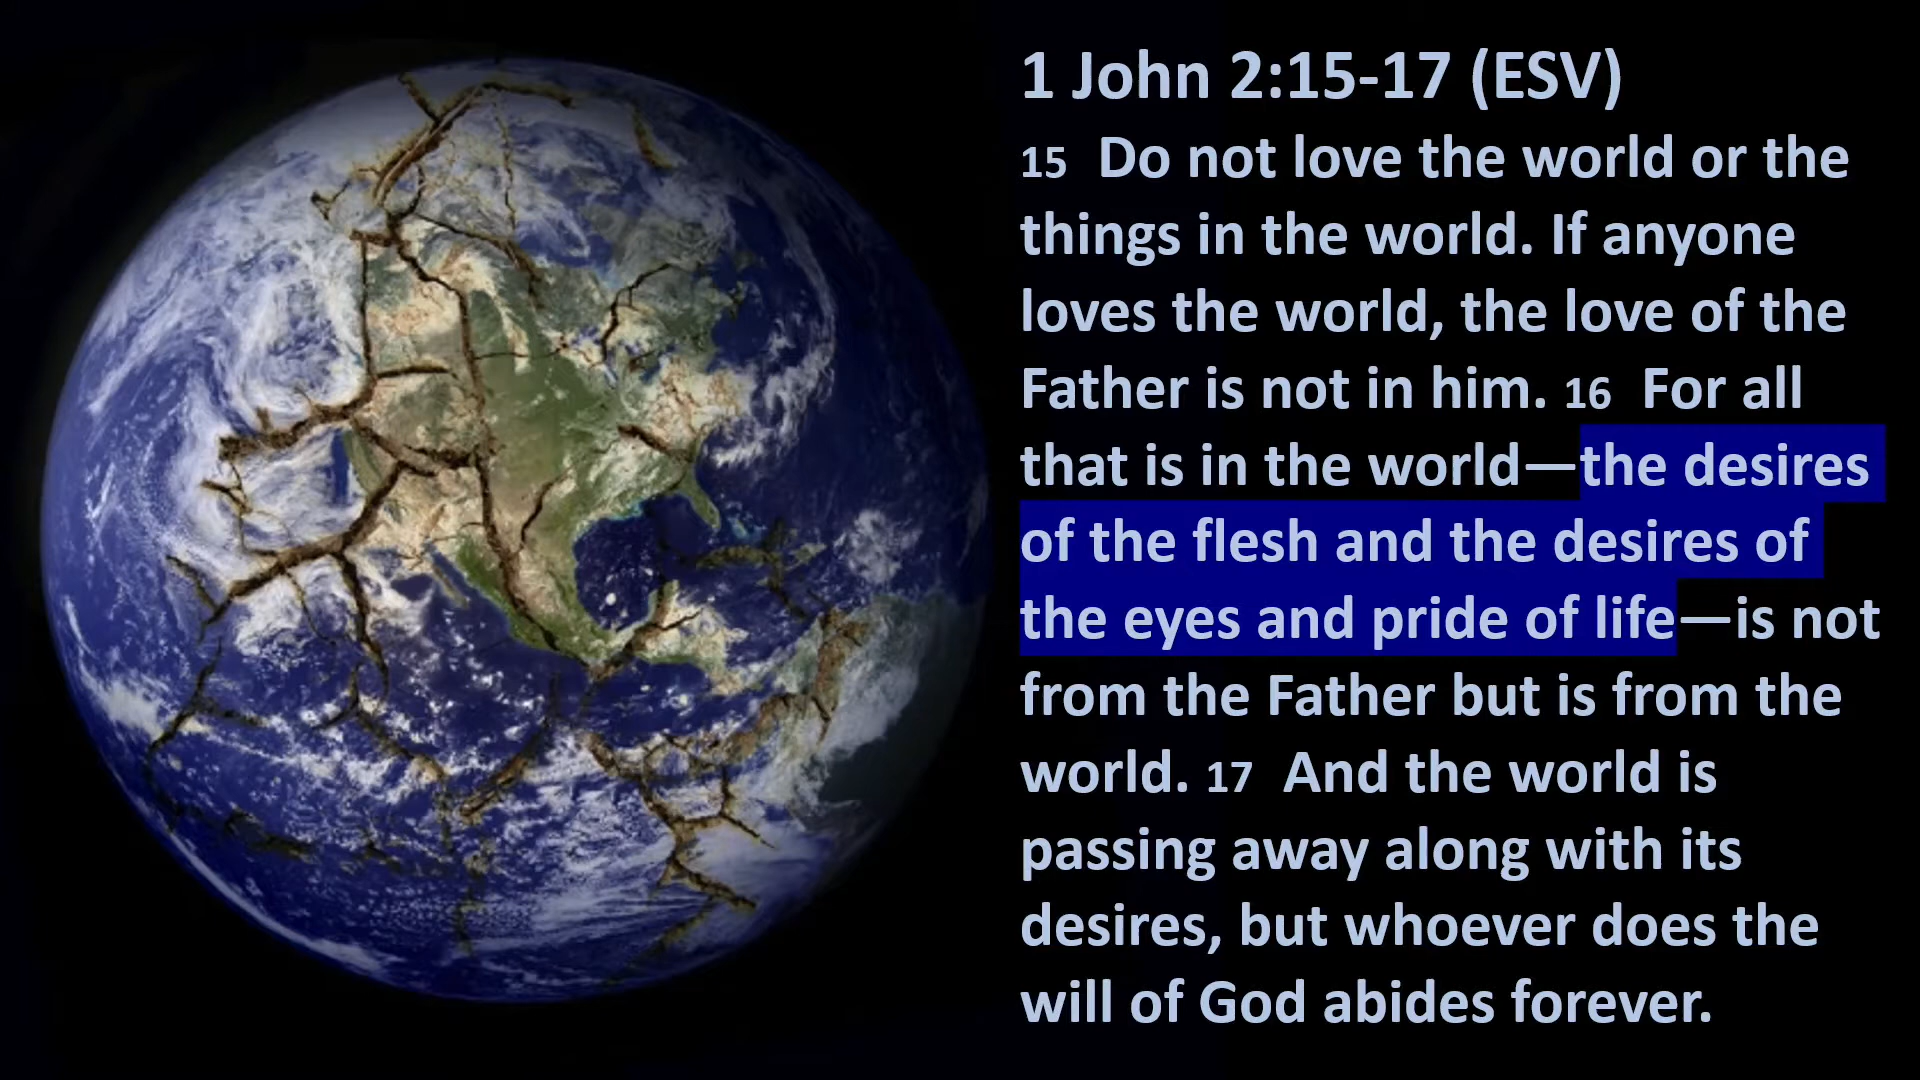 1 John 2:15-17 (ESV)
15 Do not love the world or the
things in the world. If anyone
loves the world, the love of the
Father is not in him. 16 For all
that is in the world—the desires
of the flesh and the desires of
the eyes and pride of life—is not
from the Father but is from the
world. 17 And the world is
passing away along with its
desires, but whoever does the
will of God abides forever.